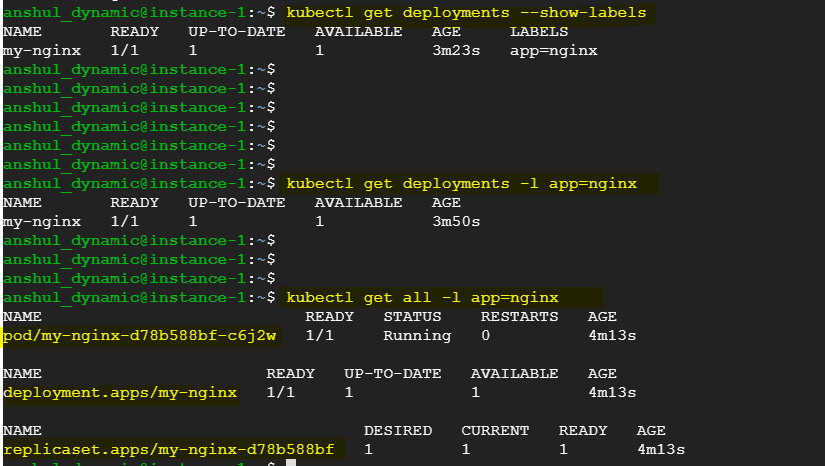 anshul_dynamic@instance-1:~$ kubectl get deployments --show-labels
NAME READY UP-TO-DATE AVAILABLE AGE LABELS
my-nginx 1/1 1 1 3m23s app=nginx
anshul_dynamic@instance-1:~$
anshul_dynamic@instance-1:~$
anshul_dynamic@instance-1:~$
anshul_dynamic@instance-1:~$
anshul_dynamic@instance-1:~$
anshul_dynamic@instance-1:~$
anshul_dynamic@instance-1:~$ kubectl get deployments -l app=nginx
NAME READY UP-TO-DATE AVAILABLE AGE
my-nginx 1/1 1 1 3m50s
anshul_dynamic@instance-1:~$
anshul_dynamic@instance-1:~$
anshul_dynamic@instance-1:~$
anshul_dynamic@instance-1:~$ kubectl get all -l app=nginx
NAME READY STATUS RESTARTS AGE
pod/my-nginx-d78b588bf-c6j2w 1/1 Running 0 4m13s
NAME READY UP-TO-DATE AVAILABLE AGE
deployment.apps/my-nginx 1/1 1 1 4m13s
NAME DESIRED CURRENT READY AGE
replicaset.apps/my-nginx-d78b588bf 1 1 1 4m13s
anshul_dynamic@instance-1:~$